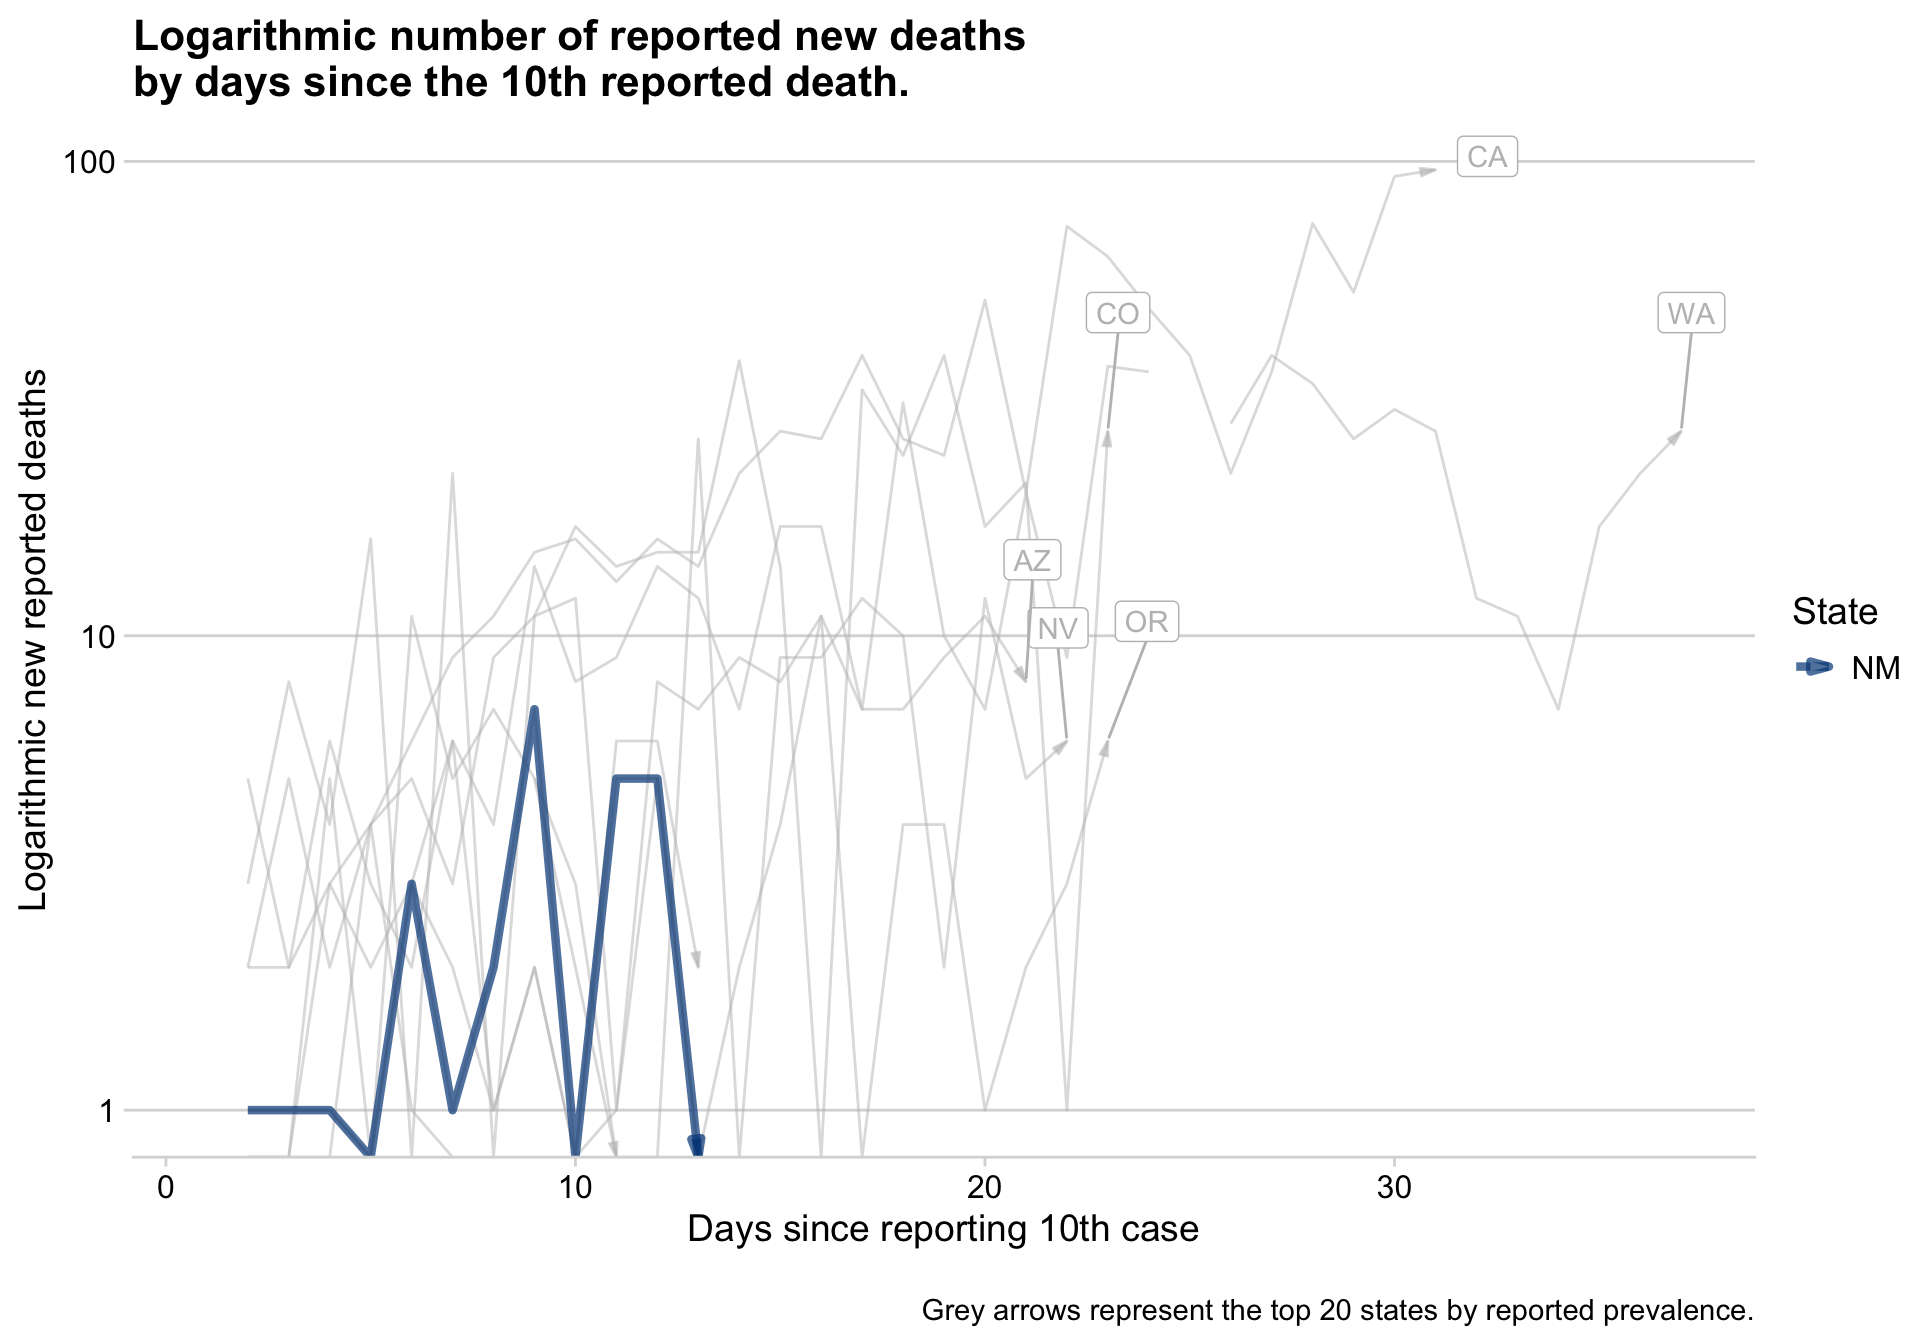 Logarithmic number of reported new deaths
by days since the 10th reported death.
100
CA
CO
WA
AZ
NV
OR
10
1
Logarithmic new reported deaths
State
NM
0
10
20
30
Days since reporting 10th case
Grey arrows represent the top 20 states by reported prevalence.